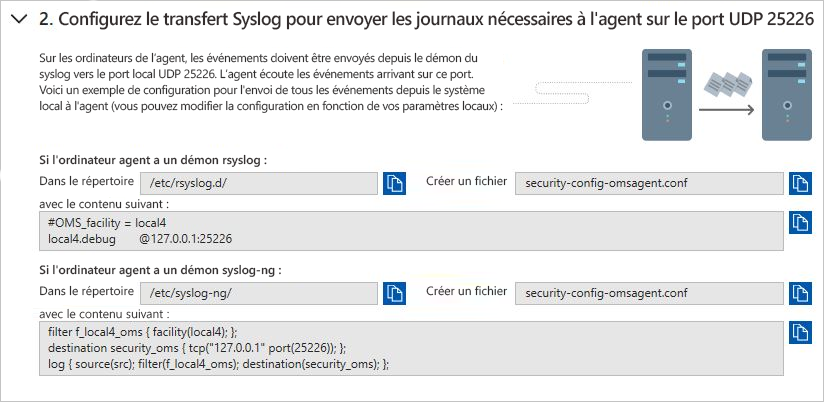 2. Configurez le transfert Syslog pour envoyer les journaux nécessaires à l'agent sur le port UDP 25226
Sur les ordinateurs de l'agent, les événements doivent être envoyés depuis le démon du
syslog vers le port local UDP 25226. L'agent écoute les événements arrivant sur ce port.
Voici un exemple de configuration pour l'envoi de tous les événements depuis le système
local à l'agent (vous pouvez modifier la configuration en fonction de vos paramètres locaux) :
Si l'ordinateur agent a un démon rsyslog :
Dans le répertoire /etc/rsyslog.d/ Créer un fichier security-config-omsagent.conf
avec le contenu suivant :
#OMS_facility = local4
local4.debug @127.0.0.1:25226
Si l'ordinateur agent a un démon syslog-ng :
Dans le répertoire /etc/syslog-ng/ Créer un fichier security-config-omsagent.conf
avec le contenu suivant :
filter f_local4_oms { facility(local4); };
destination security_oms { tcp("127.0.0.1" port(25226)); };
log { source(src); filter(f_local4_oms); destination(security_oms); };